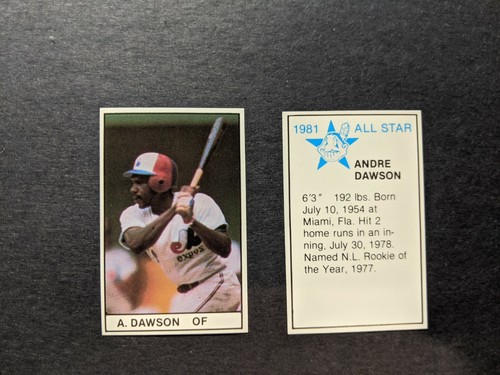 expos
A. DAWSON OF
1981 ALL STAR
ANDRE
DAWSON
6'3" 192 lbs. Born
July 10, 1954 at
Miami, Fla. Hit 2
home runs in an in-
ning, July 30, 1978.
Named N.L. Rookie of
the Year, 1977.